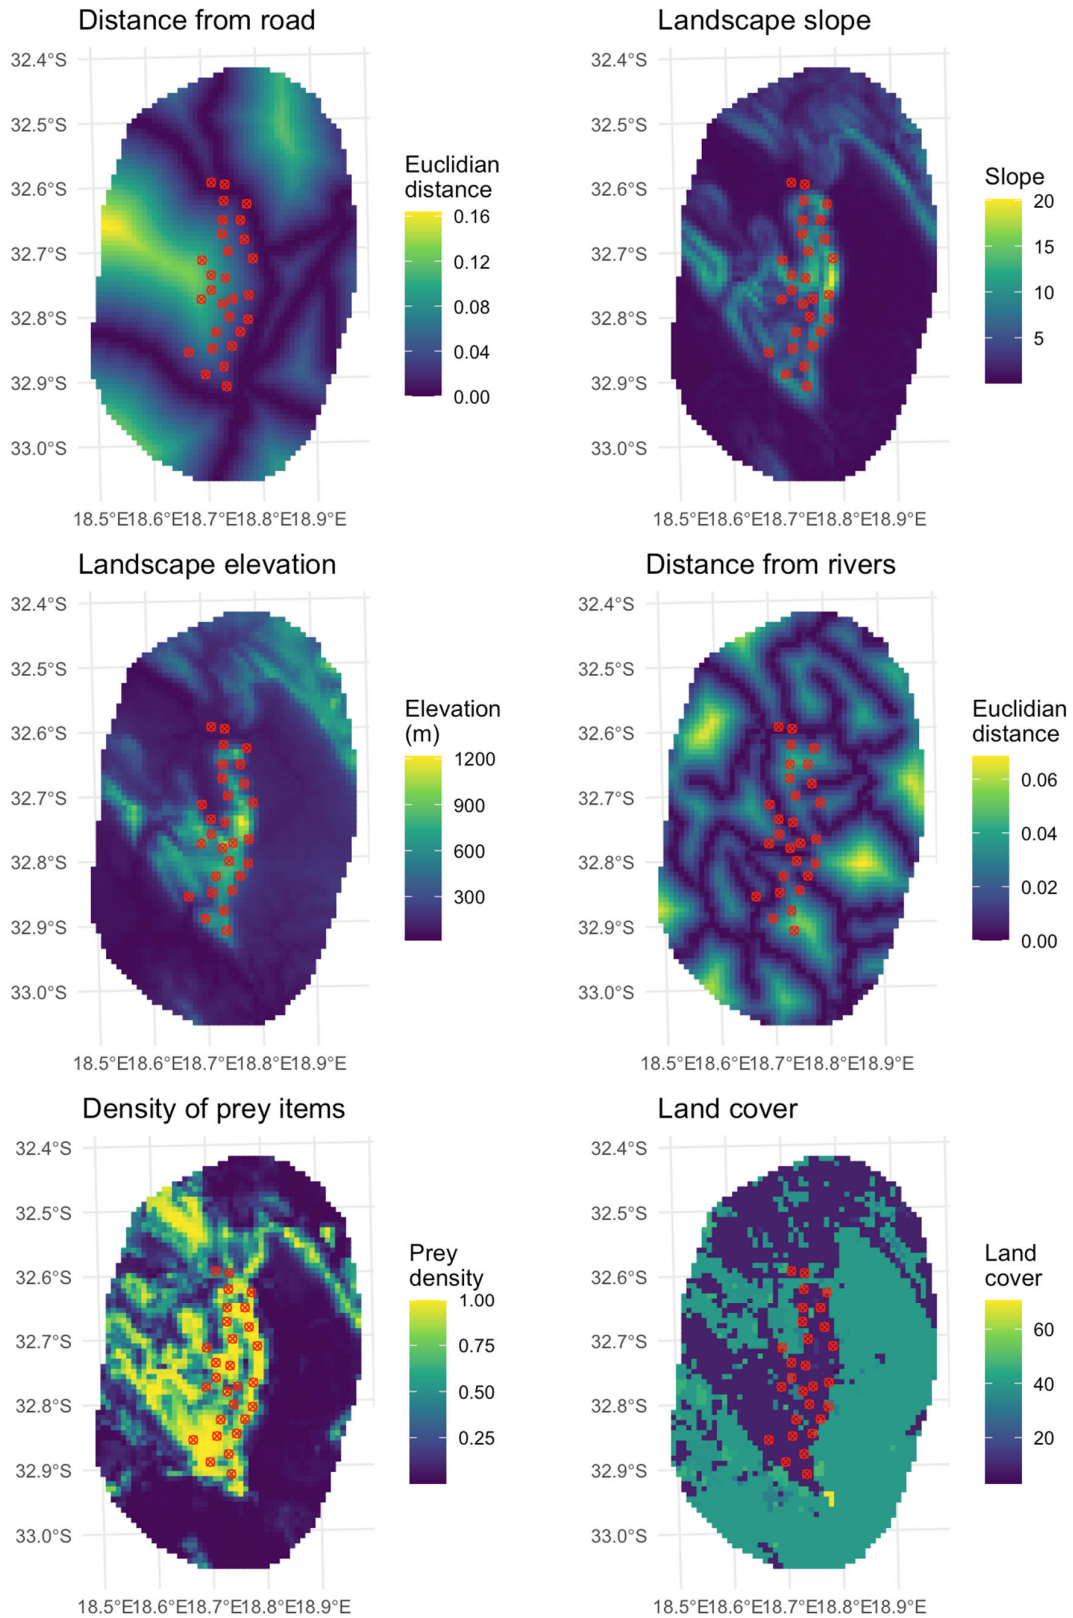 Distance from road
32.4°S
32.5°S
32.6°S
32.7°S
32.8°S
32.9°S
33.0°S
18.5°E18.6°E18.7°E18.8°E18.9°E
Euclidian
distance
0.16
0.12
0.08
0.04
0.00
Landscape slope
32.4°S
32.5°S
32.6°S
32.7°S
32.8°S
32.9°S
33.0°S
18.5°E18.6°E18.7°E18.8°E18.9°E
Slope
20
15
10
5
Landscape elevation
32.4°S
32.5°S
32.6°S
32.7°S
32.8°S
32.9°S
33.0°S
18.5°E18.6°E18.7°E18.8°E18.9°E
Elevation
(m)
1200
900
600
300
Distance from rivers
32.4°S
32.5°S
32.6°S
32.7°S
32.8°S
32.9°S
33.0°S
18.5°E18.6°E18.7°E18.8°E18.9°E
Euclidian
distance
0.06
0.04
0.02
0.00
Density of prey items
32.4°S
32.5°S
32.6°S
32.7°S
32.8°S
32.9°S
33.0°S
18.5°E18.6°E18.7°E18.8°E18.9°E
Prey
density
1.00
0.75
0.50
0.25
Land cover
32.4°S
32.5°S
32.6°S
32.7°S
32.8°S
32.9°S
33.0°S
18.5°E18.6°E18.7°E18.8°E18.9°E
Land
cover
60
40
20